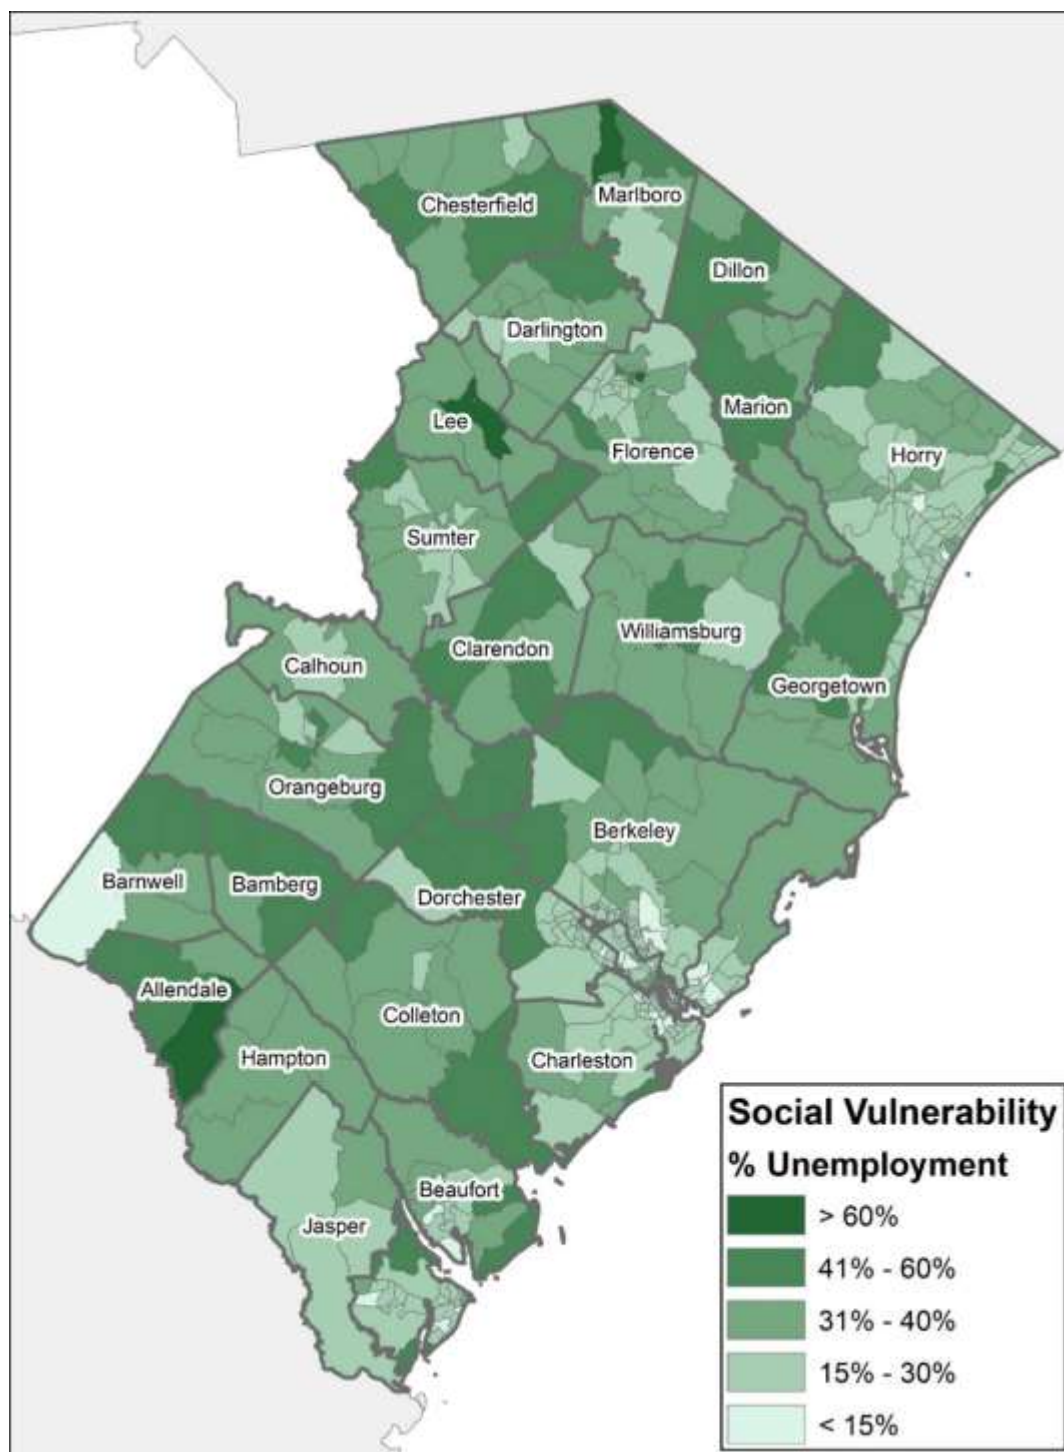 Chesterfield
Marlboro
Dillon
Darlington
Lee
Marion
Florence
Horry
Sumter
Williamsburg
Clarendon
Calhoun
Georgetown
Orangeburg
Berkeley
Barnwell
Bamberg
Dorchester
Allendale
Colleton
Hampton
Charleston
Beaufort
Jasper
Social Vulnerability
% Unemployment
> 60%
41% - 60%
31% - 40%
15% - 30%
< 15%